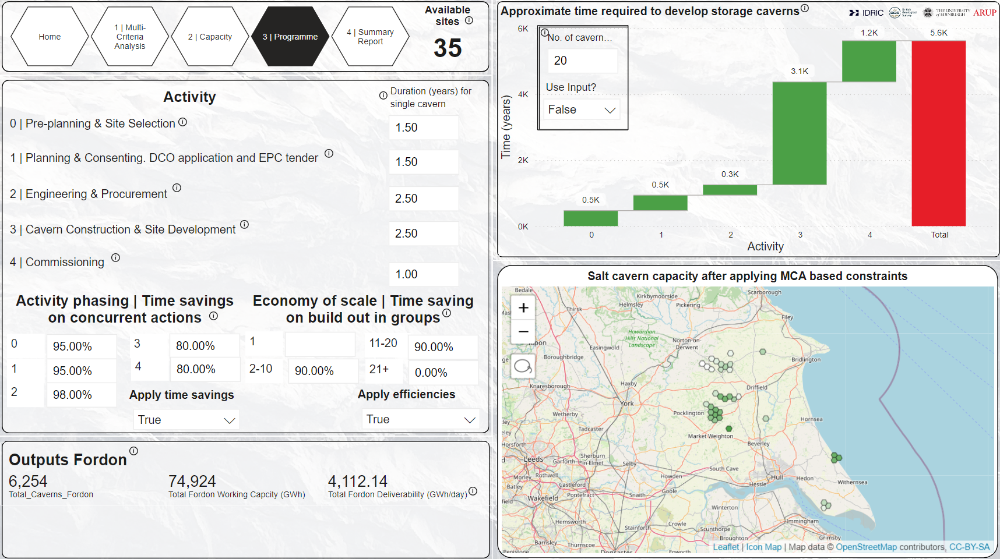 Home
1 | Multi-
Criteria
Analysis
2 | Capacity
3 | Programme
4 | Summary
Report
Available
sites
35
Activity
Duration (years) for
single cavern
0 | Pre-planning & Site Selection
1.50
1 | Planning & Consenting. DCO application and EPC tender
1.50
2 | Engineering & Procurement
2.50
3 | Cavern Construction & Site Development
2.50
4 | Commissioning
1.00
Activity phasing | Time savings
on concurrent actions
0 95.00%
1 95.00%
2 98.00%
3 80.00%
4 80.00%
Apply time savings
True
Economy of scale | Time saving
on build out in groups
1
2-10 90.00%
11-20 90.00%
21+ 0.00%
Apply efficiencies
True
Outputs Fordon
6,254
Total_Caverns_Fordon
74,924
Total Fordon Working Capcity (GWh)
4,112.14
Total Fordon Deliverability (GWh/day)
Approximate time required to develop storage caverns
IDRIC
BGS
British
Geological
Survey
THE UNIVERSITY
of EDINBURGH
ARUP
No. of cavern...
20
Use Input?
False
Time (years)
6K
4K
2K
0K
0.5K
0.5K
0.3K
3.1K
1.2K
5.6K
0
1
2
3
4
Total
Activity
Salt cavern capacity after applying MCA based constraints
+
−
Bedale
Kirkbymoorside
Scarborough
Thirsk
Helmsley
Pickering
Filey
Howardian
Hills National
Landscape
Norton-on-
Derwent
Easingwold
Boroughbridge
Bridlington
Knaresborough
Haxby
Driffield
York
Wetherby
Pocklington
Hornsea
Tadcaster
Market Weighton
Horsforth
Beverley
Leeds
Garforth
Sherburn
-in-Elmet
Selby
South Cave
Morley
Rothwell
Howden
Hull
Hedon
Withernsea
Batley
Castleford
Hessle
Pontefract
Snaith
Goole
Wakefield
Winterton
Hemsworth
Crowle
Immingham
Stainforth
Scunthorpe
Barnsley
Thurnscoe
Broughton
Grimsby
Penistone
Doncaster
Epworth
Leaflet | Icon Map | Map data © OpenStreetMap contributors, CC-BY-SA